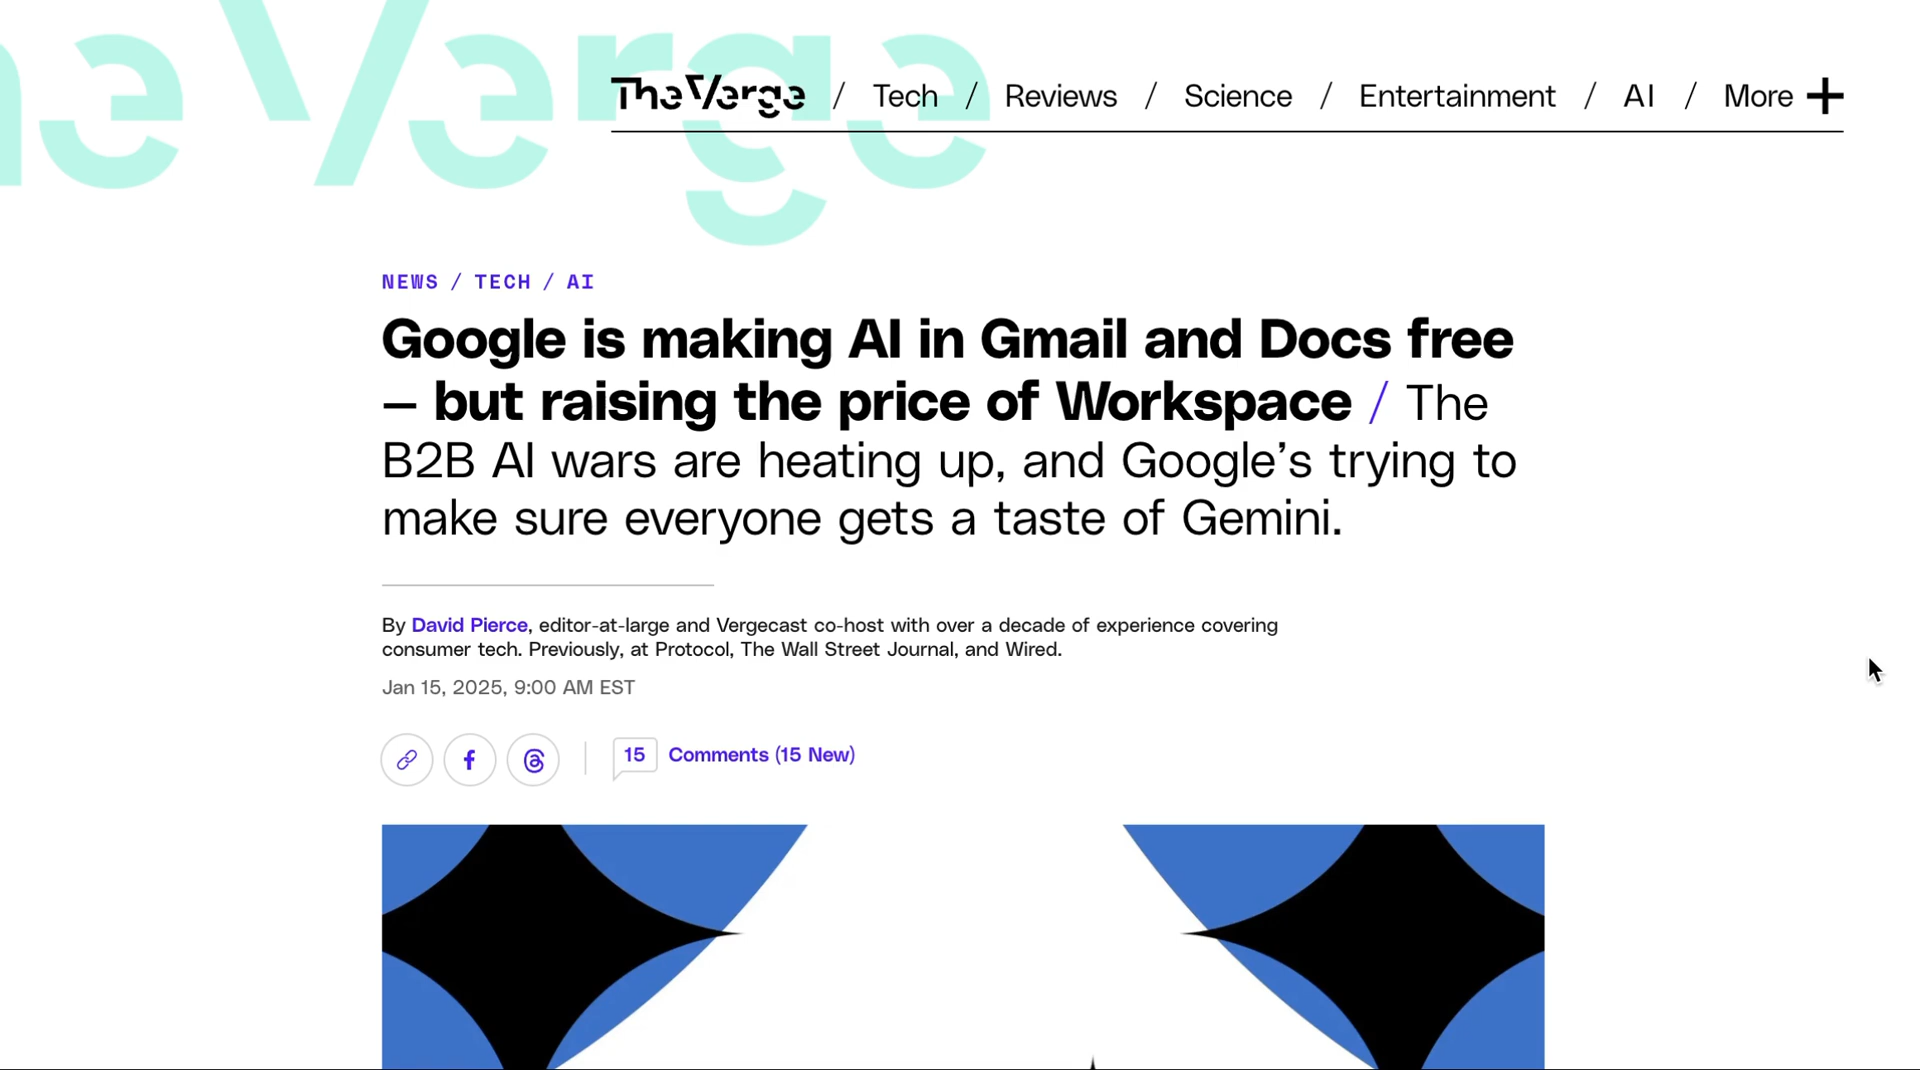 The Verge
The Verge / Tech / Reviews / Science / Entertainment / AI / More
NEWS / TECH / AI
Google is making AI in Gmail and Docs free
— but raising the price of Workspace / The
B2B AI wars are heating up, and Google’s trying to
make sure everyone gets a taste of Gemini.
By David Pierce, editor-at-large and Vergecast co-host with over a decade of experience covering
consumer tech. Previously, at Protocol, The Wall Street Journal, and Wired.
Jan 15, 2025, 9:00 AM EST
15 Comments (15 New)